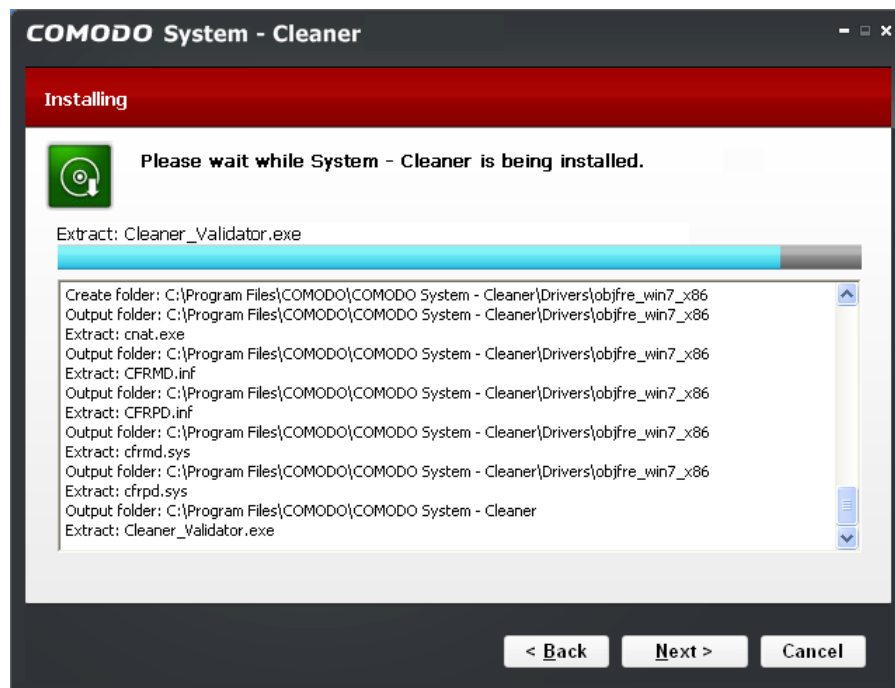 COMODO System - Cleaner
Installing
Please wait while System - Cleaner is being installed.
Extract: Cleaner_Validator.exe
Create folder: C:\Program Files\COMODO\COMODO System - Cleaner\Drivers\objfre_win7_x86
Output folder: C:\Program Files\COMODO\COMODO System - Cleaner\Drivers\objfre_win7_x86
Extract: cnat.exe
Output folder: C:\Program Files\COMODO\COMODO System - Cleaner\Drivers\objfre_win7_x86
Extract: CFRMD.inf
Output folder: C:\Program Files\COMODO\COMODO System - Cleaner\Drivers\objfre_win7_x86
Extract: CFRPD.inf
Output folder: C:\Program Files\COMODO\COMODO System - Cleaner\Drivers\objfre_win7_x86
Extract: cfrmd.sys
Output folder: C:\Program Files\COMODO\COMODO System - Cleaner\Drivers\objfre_win7_x86
Extract: cfrpd.sys
Output folder: C:\Program Files\COMODO\COMODO System - Cleaner
Extract: Cleaner_Validator.exe
< Back Next > Cancel